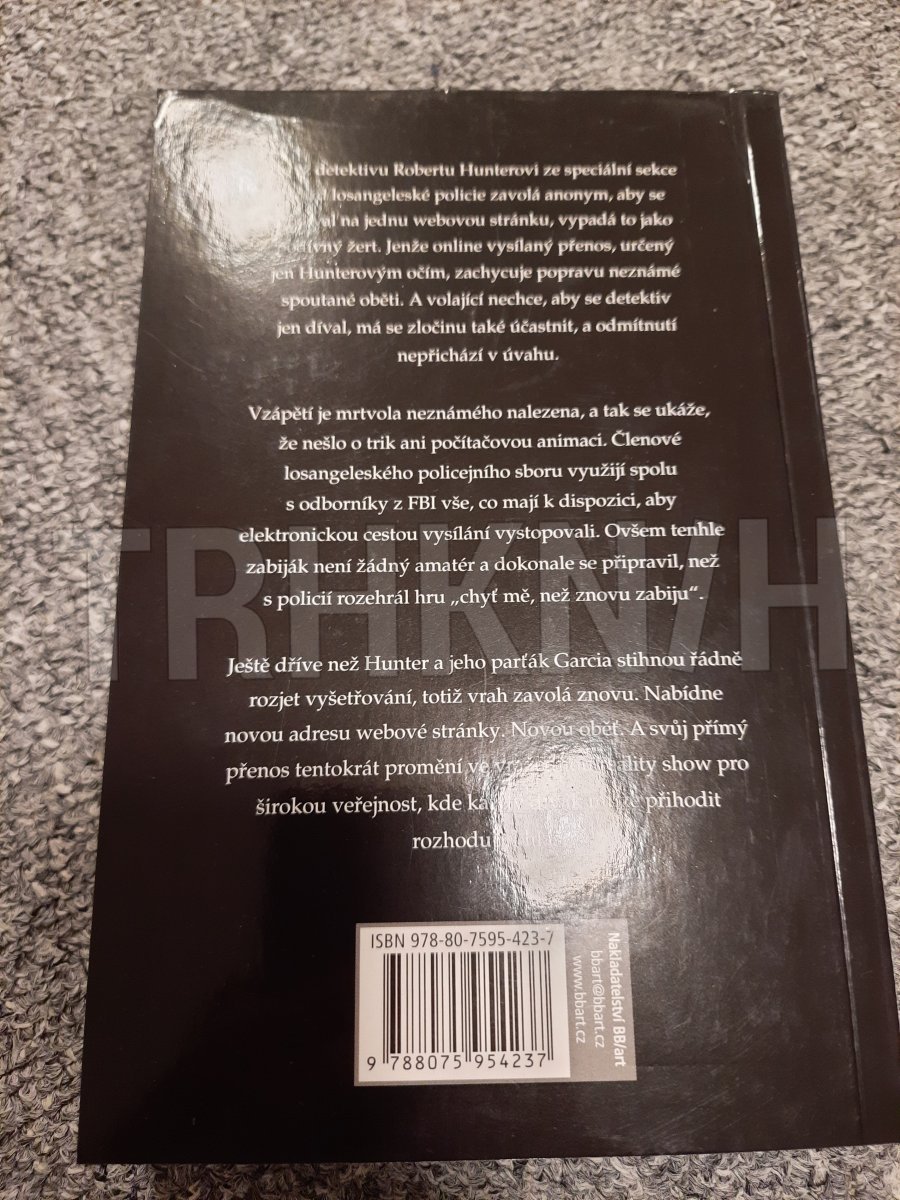 detektivu Robertu Hunterovi ze speciální sekce
losangeleské policie zavolá anonym, aby se
na jednu webovou stránku, vypadá to jako
žert. Jenže online vysílaný přenos, určený
jen Hunterovým očím, zachycuje popravu neznámé
spoutané oběti. A volající nechce, aby se detektiv
jen díval, má se zločinu také účastnit, a odmítnutí
nepřichází v úvahu.
Vzápětí je mrtvola neznámého nalezena, a tak se ukáže,
že nešlo o trik ani počítačovou animaci. Členové
losangeleského policejního sboru využijí spolu
s odborníky z FBI vše, co mají k dispozici, aby
elektronickou cestou vysílání vystopovali. Ovšem tenhle
zabiják není žádný amatér a dokonale se připravil, než
s policií rozehrál hru „chyť mě, než znovu zabiju“.
TRHKNIH
Ještě dříve než Hunter a jeho parťák Garcia stihnou řádně
rozjet vyšetřování, totiž vrah zavolá znovu. Nabídne
novou adresu webové stránky. Novou oběť. A svůj přímý
přenos tentokrát promění ve show pro
širokou veřejnost, kde přihodit
ISBN 978-80-7595-423-7
9 788075 954237
Nakladatelství BB/art
bbart@bbart.cz
www.bbart.cz